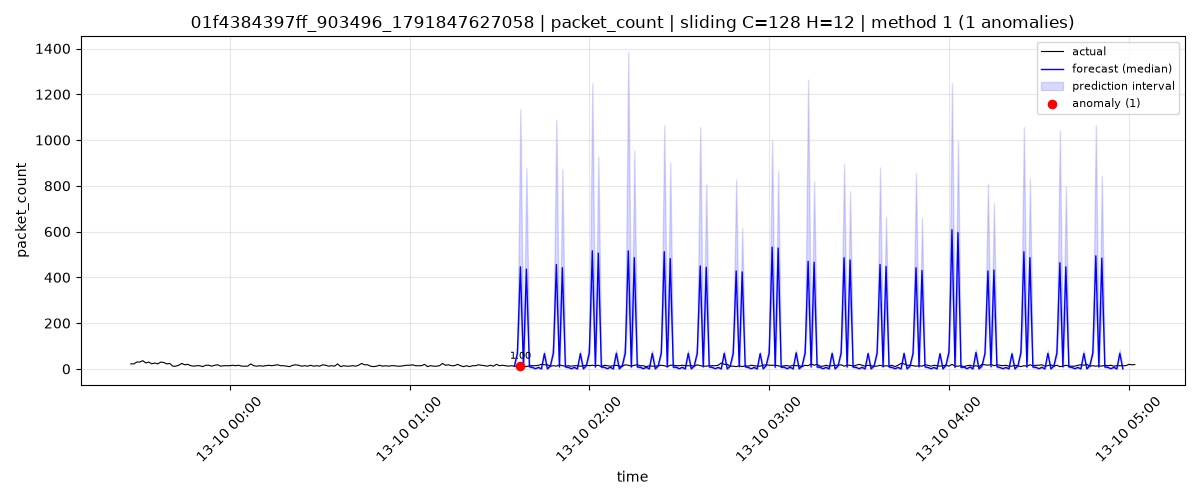 01f4384397ff_903496_1791847627058 | packet_count | sliding C=128 H=12 | method 1 (1 anomalies)
actual
forecast (median)
prediction interval
anomaly (1)
packet_count
1400
1200
1000
800
600
400
200
0
1.00
13-10 00:00
13-10 01:00
13-10 02:00
13-10 03:00
13-10 04:00
13-10 05:00
time